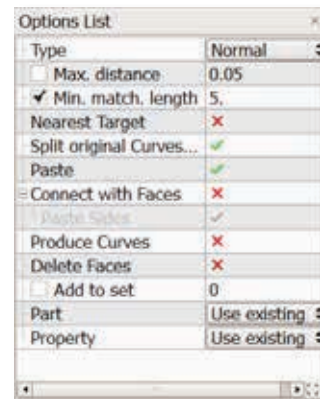 Options List
Type Normal
Max. distance 0.05
Min. match. length 5.
Nearest Target
Split original Curves...
Paste
Connect with Faces
Paste Sides
Produce Curves
Delete Faces
Add to set 0
Part Use existing
Property Use existing